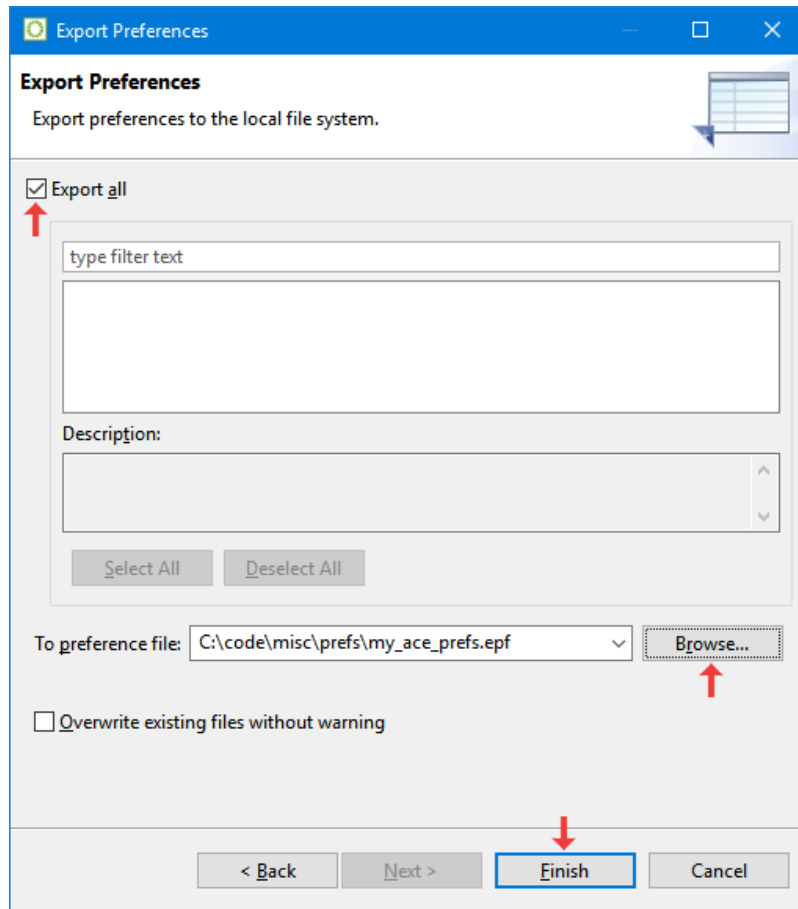 Export Preferences
Export Preferences
Export preferences to the local file system.
Export all
type filter text
Description:
Select All Deselect All
To preference file: C:\code\misc\prefs\my_ace_prefs.epf Browse...
Overwrite existing files without warning
< Back Next > Finish Cancel